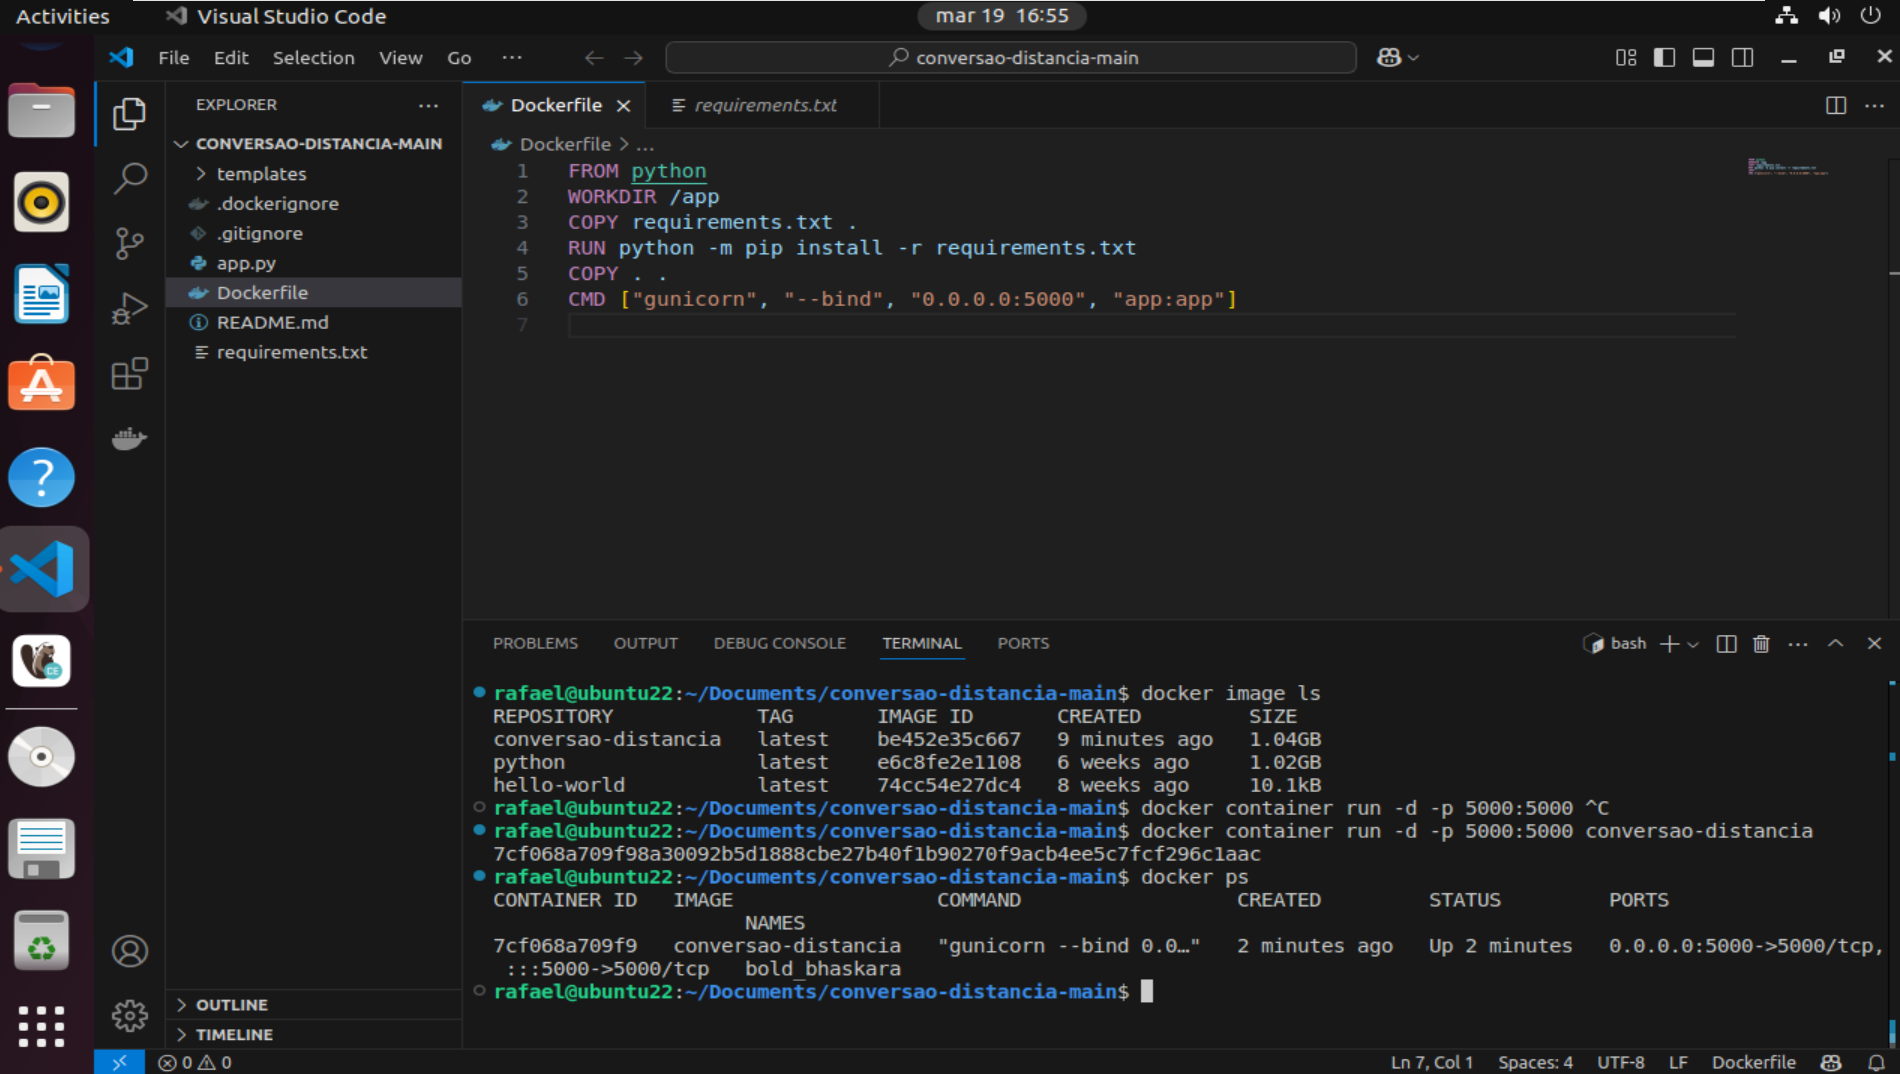 Activities
Visual Studio Code
mar 19 16:55
File Edit Selection View Go ...
conversao-distancia-main
EXPLORER
CONVERSAO-DISTANCIA-MAIN
templates
.dockerignore
.gitignore
app.py
Dockerfile
README.md
requirements.txt
OUTLINE
TIMELINE
Dockerfile
requirements.txt
Dockerfile > ...
1 FROM python
2 WORKDIR /app
3 COPY requirements.txt .
4 RUN python -m pip install -r requirements.txt
5 COPY . .
6 CMD ["gunicorn", "--bind", "0.0.0.0:5000", "app:app"]
7
PROBLEMS OUTPUT DEBUG CONSOLE TERMINAL PORTS
bash
rafael@ubuntu22:~/Documents/conversao-distancia-main$ docker image ls
REPOSITORY TAG IMAGE ID CREATED SIZE
conversao-distancia latest be452e35c667 9 minutes ago 1.04GB
python latest e6c8fe2e1108 6 weeks ago 1.02GB
hello-world latest 74cc54e27dc4 8 weeks ago 10.1kB
rafael@ubuntu22:~/Documents/conversao-distancia-main$ docker container run -d -p 5000:5000 ^C
rafael@ubuntu22:~/Documents/conversao-distancia-main$ docker container run -d -p 5000:5000 conversao-distancia
7cf068a709f98a30092b5d1888cbe27b40f1b90270f9acb4ee5c7fcf296c1aac
rafael@ubuntu22:~/Documents/conversao-distancia-main$ docker ps
CONTAINER ID IMAGE COMMAND CREATED STATUS PORTS
NAMES
7cf068a709f9 conversao-distancia "gunicorn --bind 0.0…" 2 minutes ago Up 2 minutes 0.0.0.0:5000->5000/tcp,
:::5000->5000/tcp bold_bhaskara
rafael@ubuntu22:~/Documents/conversao-distancia-main$
0 0
Ln 7, Col 1 Spaces: 4 UTF-8 LF Dockerfile